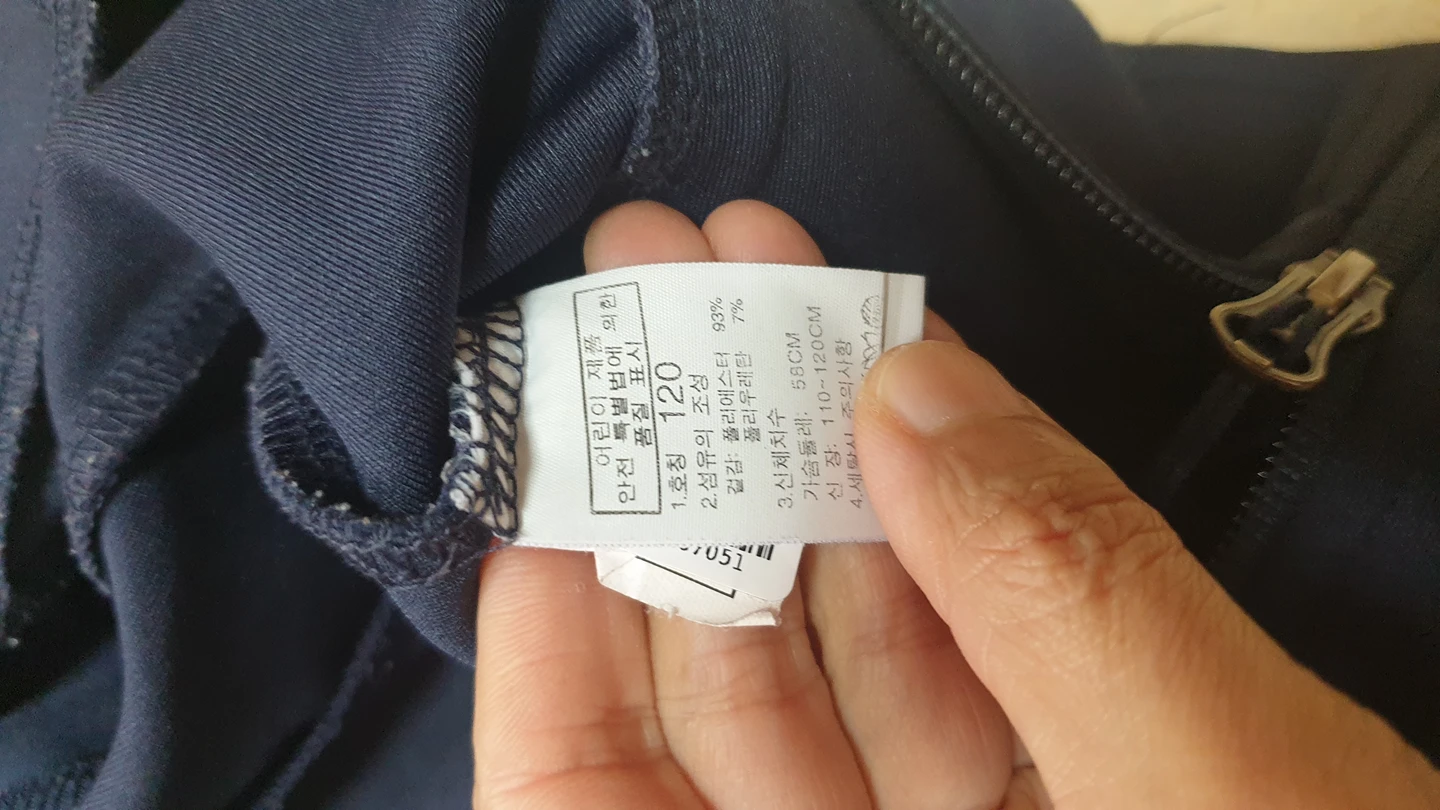 어린이 제품
안전 특별법에 의한
품질 표시
1.호칭 120
2.섬유의 조성
겉감: 폴리에스터 93%
폴리우레탄 7%
3.신체치수
가슴둘레: 58CM
신 장: 110~120CM
4.세탁시 주의사항
7051